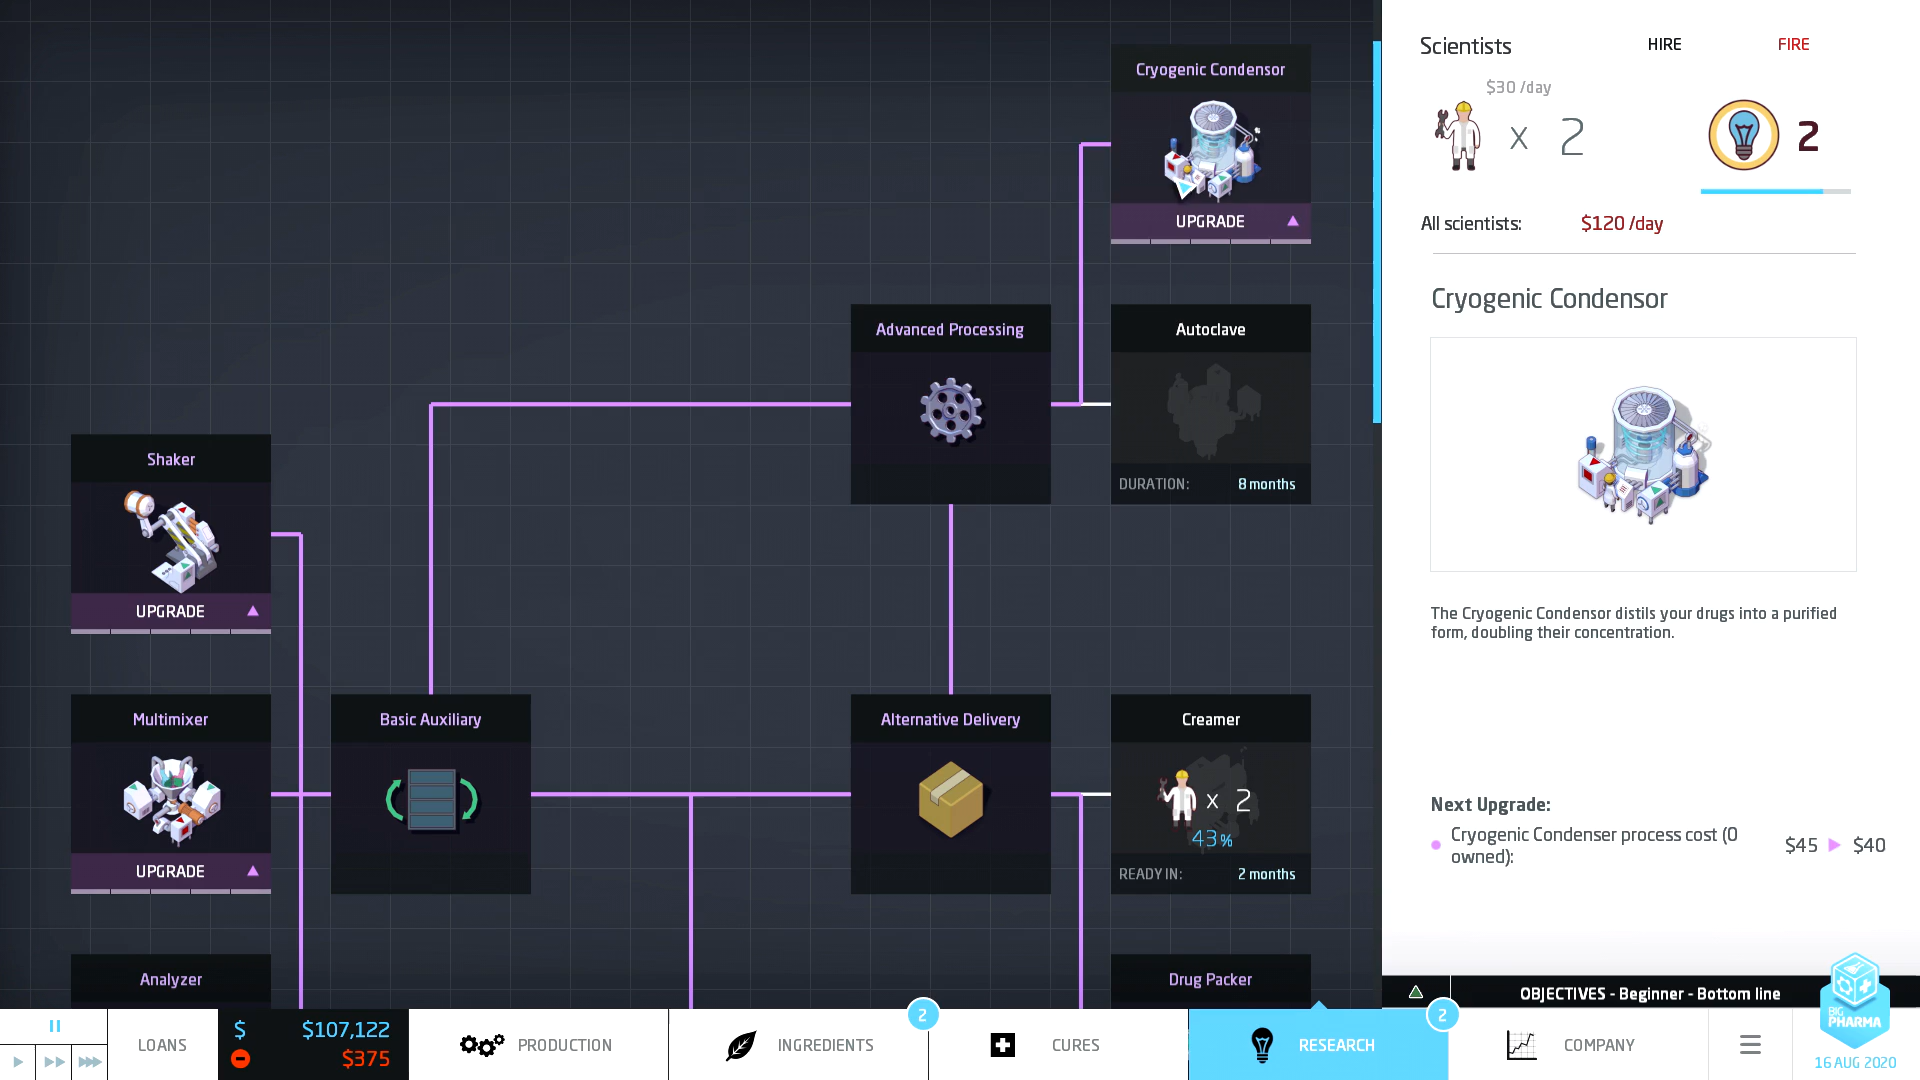 Scientists
HIRE
FIRE
$30 /day
x 2
2
All scientists:
$120 /day
Cryogenic Condensor
UPGRADE
Advanced Processing
Autoclave
DURATION: 8 months
Shaker
UPGRADE
Multimixer
UPGRADE
Basic Auxiliary
Alternative Delivery
Creamer
x 2
43%
READY IN: 2 months
Analyzer
Drug Packer
Cryogenic Condensor
The Cryogenic Condensor distils your drugs into a purified
form, doubling their concentration.
Next Upgrade:
Cryogenic Condenser process cost (0
owned):
$45 $40
OBJECTIVES - Beginner - Bottom line
LOANS
$ $107,122
$375
PRODUCTION
INGREDIENTS
2
CURES
RESEARCH
2
COMPANY
BIG
PHARMA
16 AUG 2020